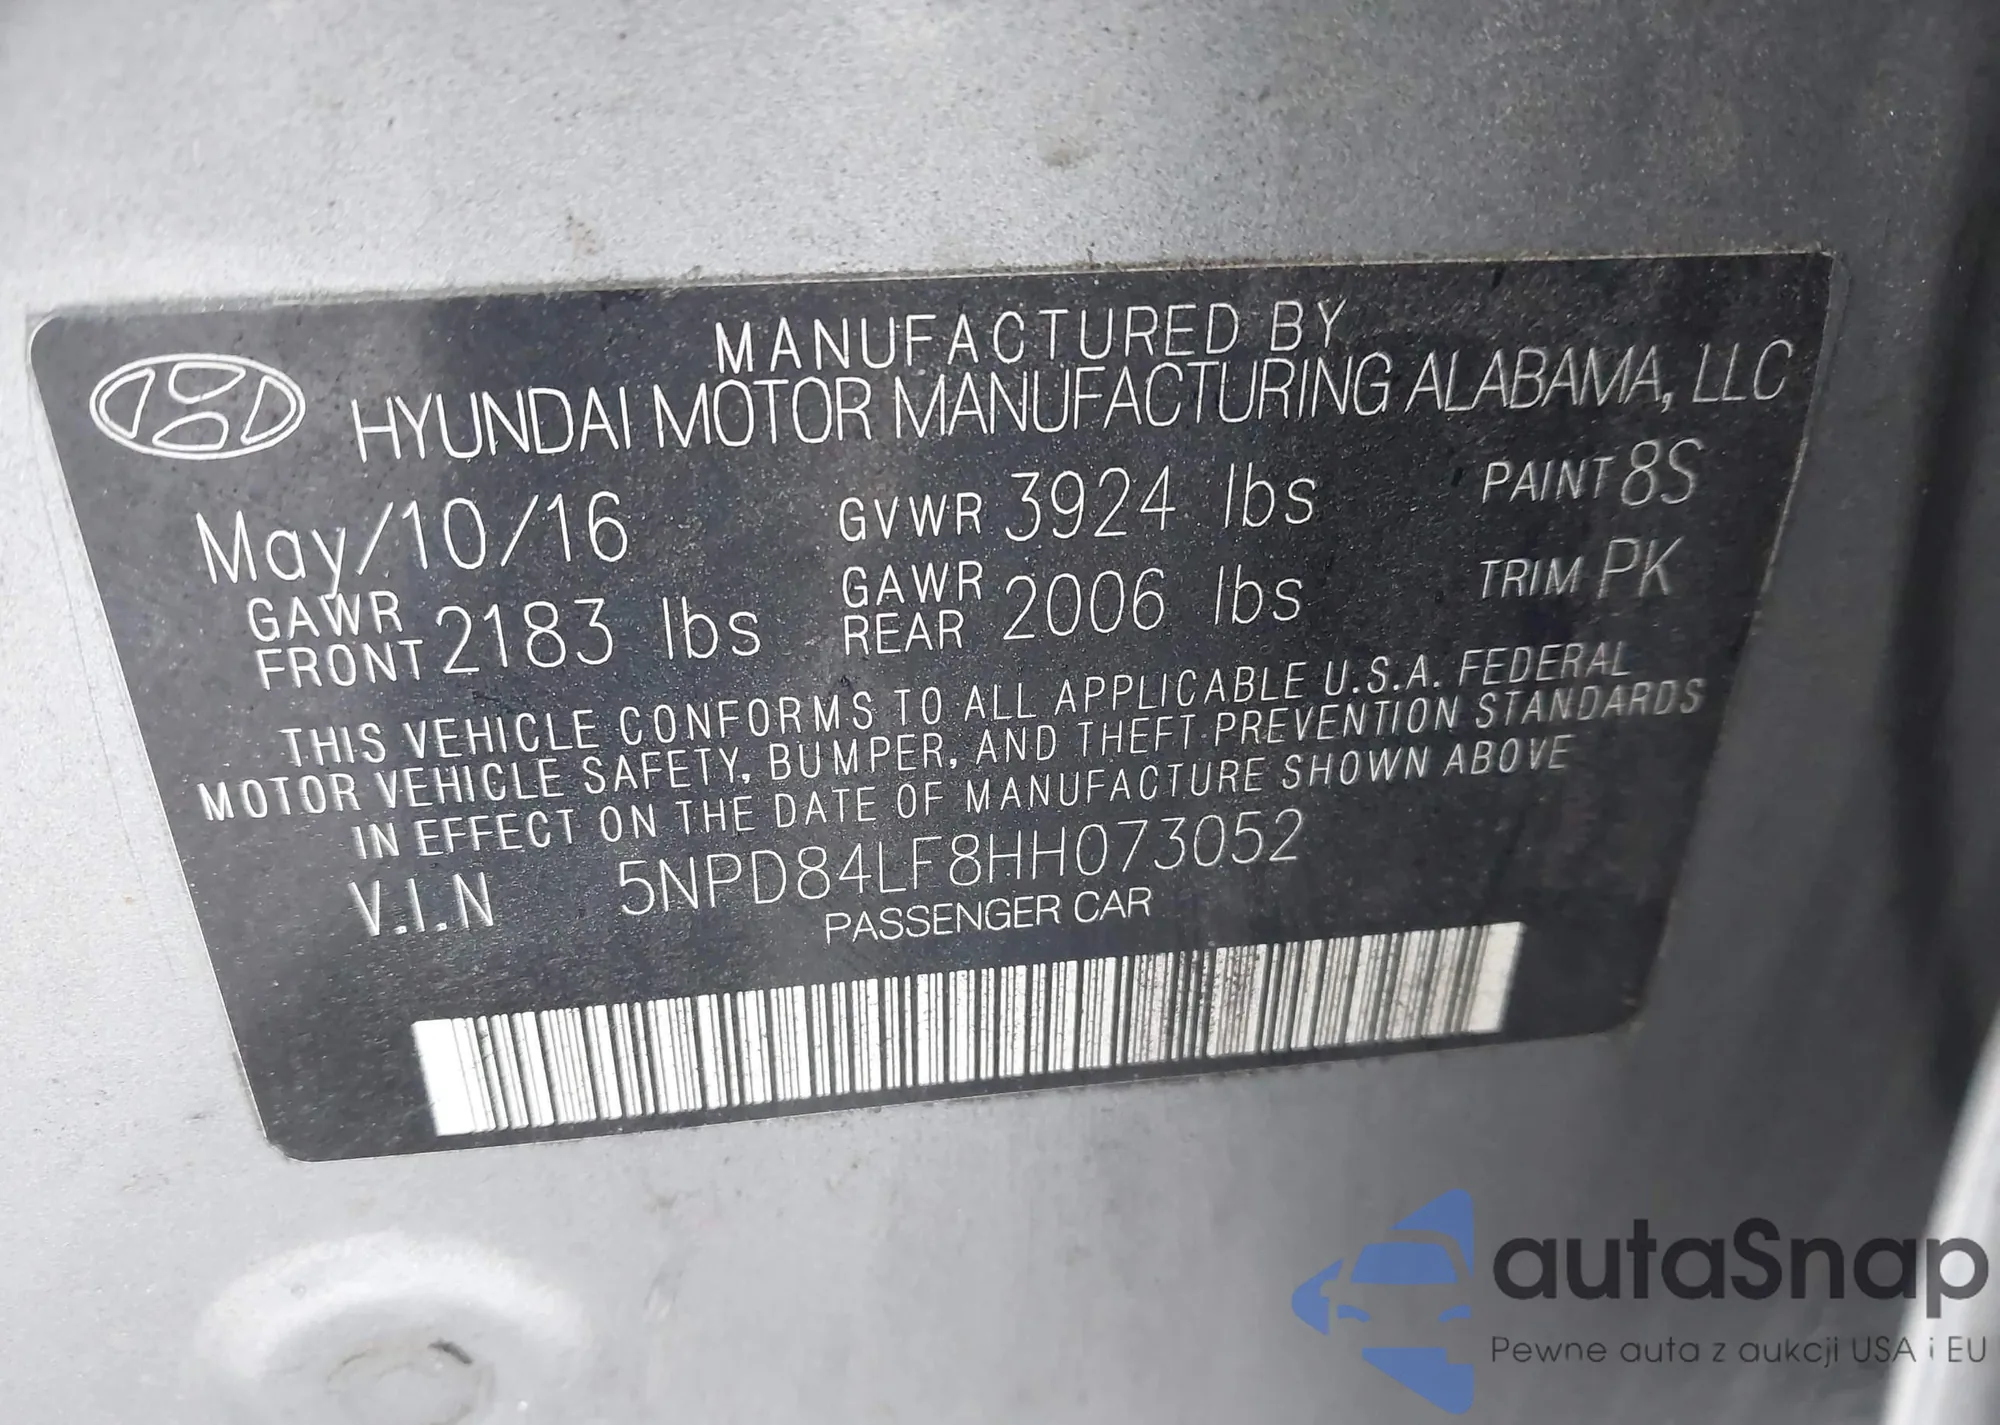 MANUFACTURED BY
HYUNDAI MOTOR MANUFACTURING ALABAMA, LLC
May/10/16 GVWR 3924 lbs PAINT 8S
GAWR FRONT 2183 lbs GAWR REAR 2006 lbs TRIM PK
THIS VEHICLE CONFORMS TO ALL APPLICABLE U.S.A. FEDERAL
MOTOR VEHICLE SAFETY, BUMPER, AND THEFT PREVENTION STANDARDS
IN EFFECT ON THE DATE OF MANUFACTURE SHOWN ABOVE
V.I.N 5NPD84LF8HH073052
PASSENGER CAR
autaSnap
Pewne auta z aukcji USA i EU